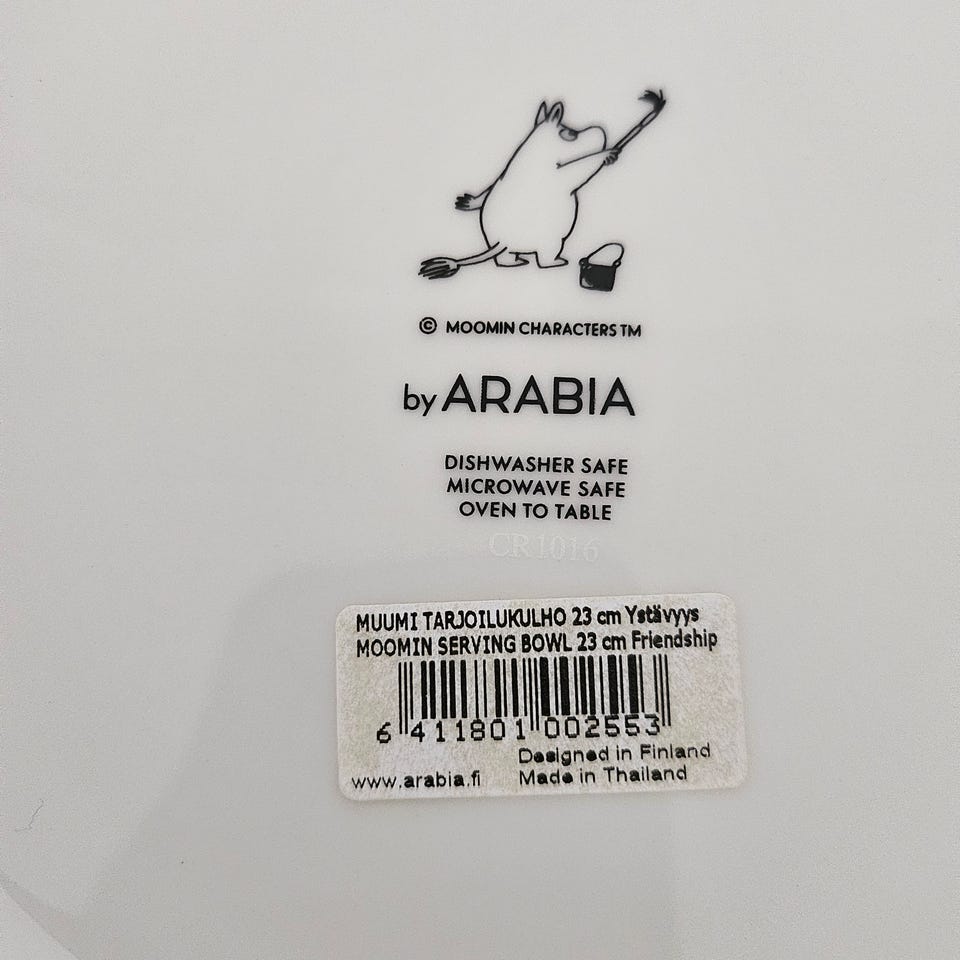 © MOOMIN CHARACTERS TM
by ARABIA
DISHWASHER SAFE
MICROWAVE SAFE
OVEN TO TABLE
CR1016
MUUMI TARJOILUKULHO 23 cm Ystävyys
MOOMIN SERVING BOWL 23 cm Friendship
6 411801 002553
Designed in Finland
www.arabia.fi Made in Thailand